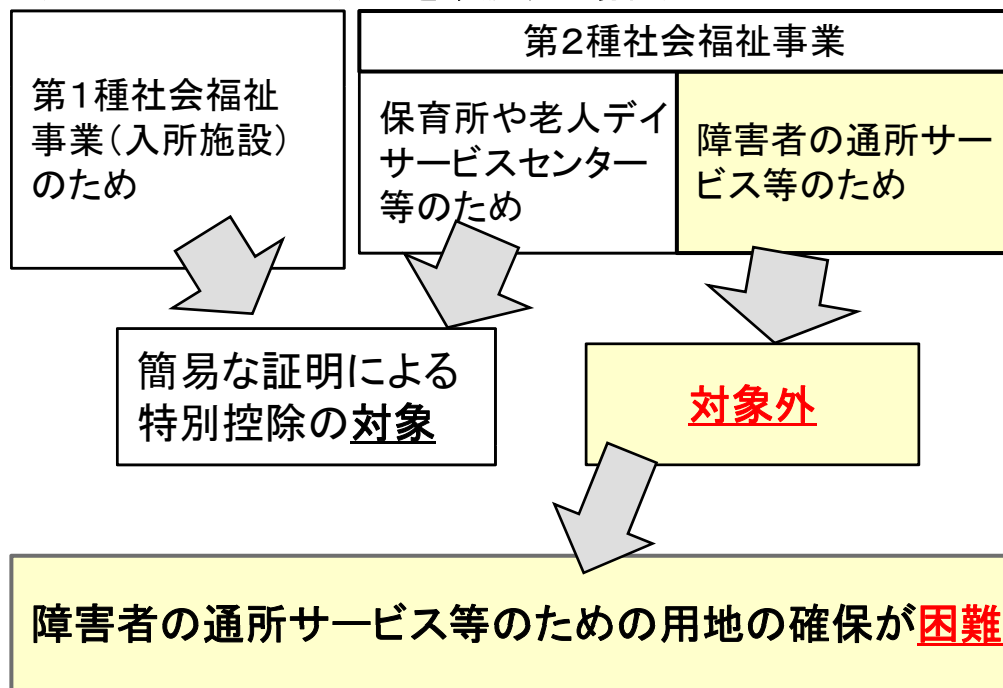 第2種社会福祉事業
第1種社会福祉
事業(入所施設)
のため
保育所や老人デイ
サービスセンター
等のため
障害者の通所サー
ビス等のため
簡易な証明による
特別控除の対象
対象外
障害者の通所サービス等のための用地の確保が困難